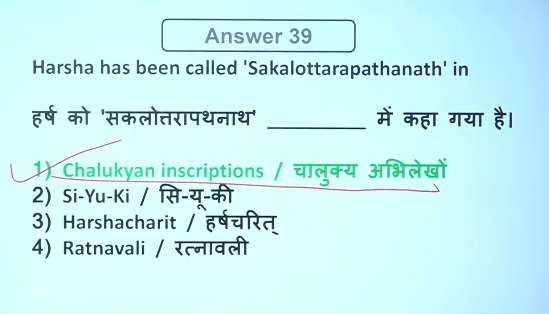 Answer 39
Harsha has been called 'Sakalottarapathanath' in
हर्ष को 'सकलोत्तरापथनाथ' __________ में कहा गया है।
1) Chalukyan inscriptions / चालुक्य अभिलेखों
2) Si-Yu-Ki / सि-यू-की
3) Harshacharit / हर्षचरित्
4) Ratnavali / रत्नावली